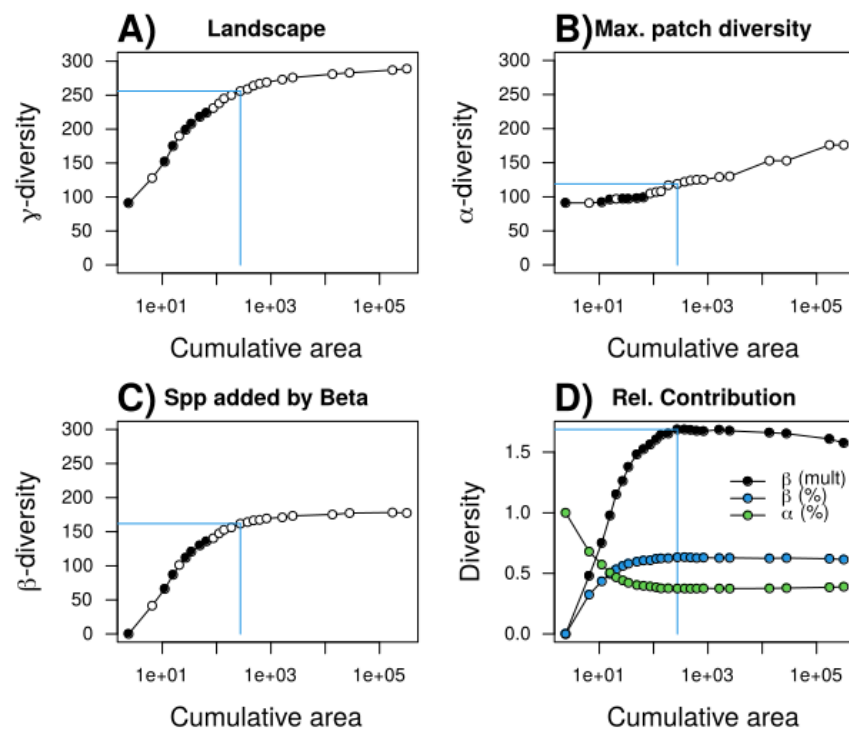 A) Landscape
300
250
200
150
100
50
0
γ-diversity
1e+01 1e+03 1e+05
Cumulative area
B) Max. patch diversity
300
250
200
150
100
50
0
α-diversity
1e+01 1e+03 1e+05
Cumulative area
C) Spp added by Beta
300
250
200
150
100
50
0
β-diversity
1e+01 1e+03 1e+05
Cumulative area
D) Rel. Contribution
1.5
1.0
0.5
0.0
Diversity
β (mult)
β (%)
α (%)
1e+01 1e+03 1e+05
Cumulative area